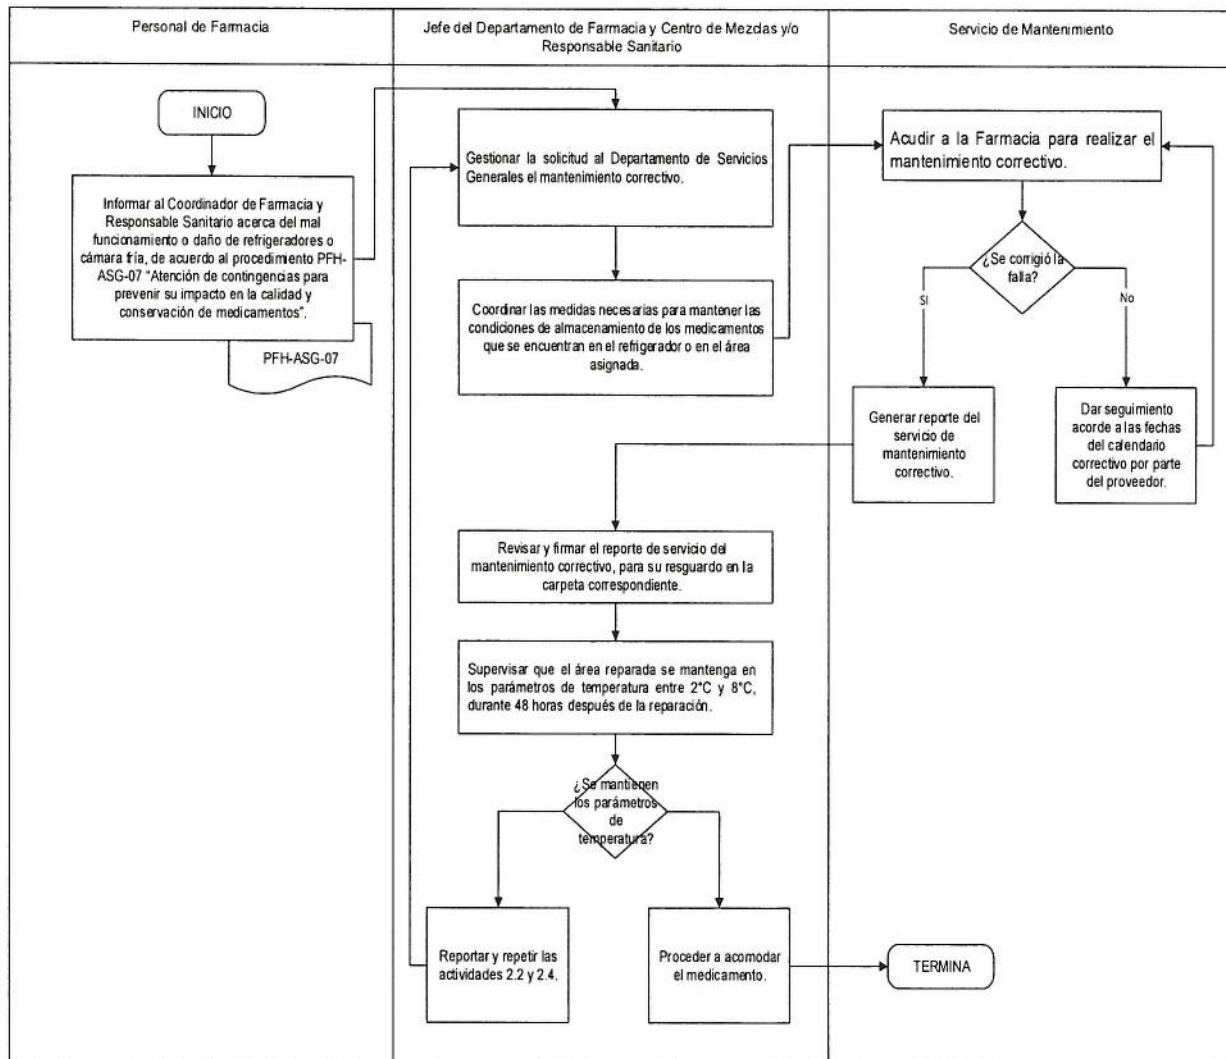 Personal de Farmacia
Jefe del Departamento de Farmacia y Centro de Mezclas y/o
Responsable Sanitario
Servicio de Mantenimiento
INICIO
Informar al Coordinador de Farmacia y
Responsable Sanitario acerca del mal
funcionamiento o daño de refrigeradores o
cámara fría, de acuerdo al procedimiento PFH-
ASG-07 "Atención de contingencias para
prevenir su impacto en la calidad y
conservación de medicamentos".
PFH-ASG-07
Gestionar la solicitud al Departamento de Servicios
Generales el mantenimiento correctivo.
Coordinar las medidas necesarias para mantener las
condiciones de almacenamiento de los medicamentos
que se encuentran en el refrigerador o en el área
asignada.
Acudir a la Farmacia para realizar el
mantenimiento correctivo.
¿Se corrigió la
falla?
SI
No
Generar reporte del
servicio de
mantenimiento
correctivo.
Dar seguimiento
acorde a las fechas
del calendario
correctivo por parte
del proveedor.
Revisar y firmar el reporte de servicio del
mantenimiento correctivo, para su resguardo en la
carpeta correspondiente.
Supervisar que el área reparada se mantenga en
los parámetros de temperatura entre 2°C y 8°C,
durante 48 horas después de la reparación.
¿Se mantienen
los parámetros
de
temperatura?
Reportar y repetir las
actividades 2.2 y 2.4.
Proceder a acomodar
el medicamento.
TERMINA